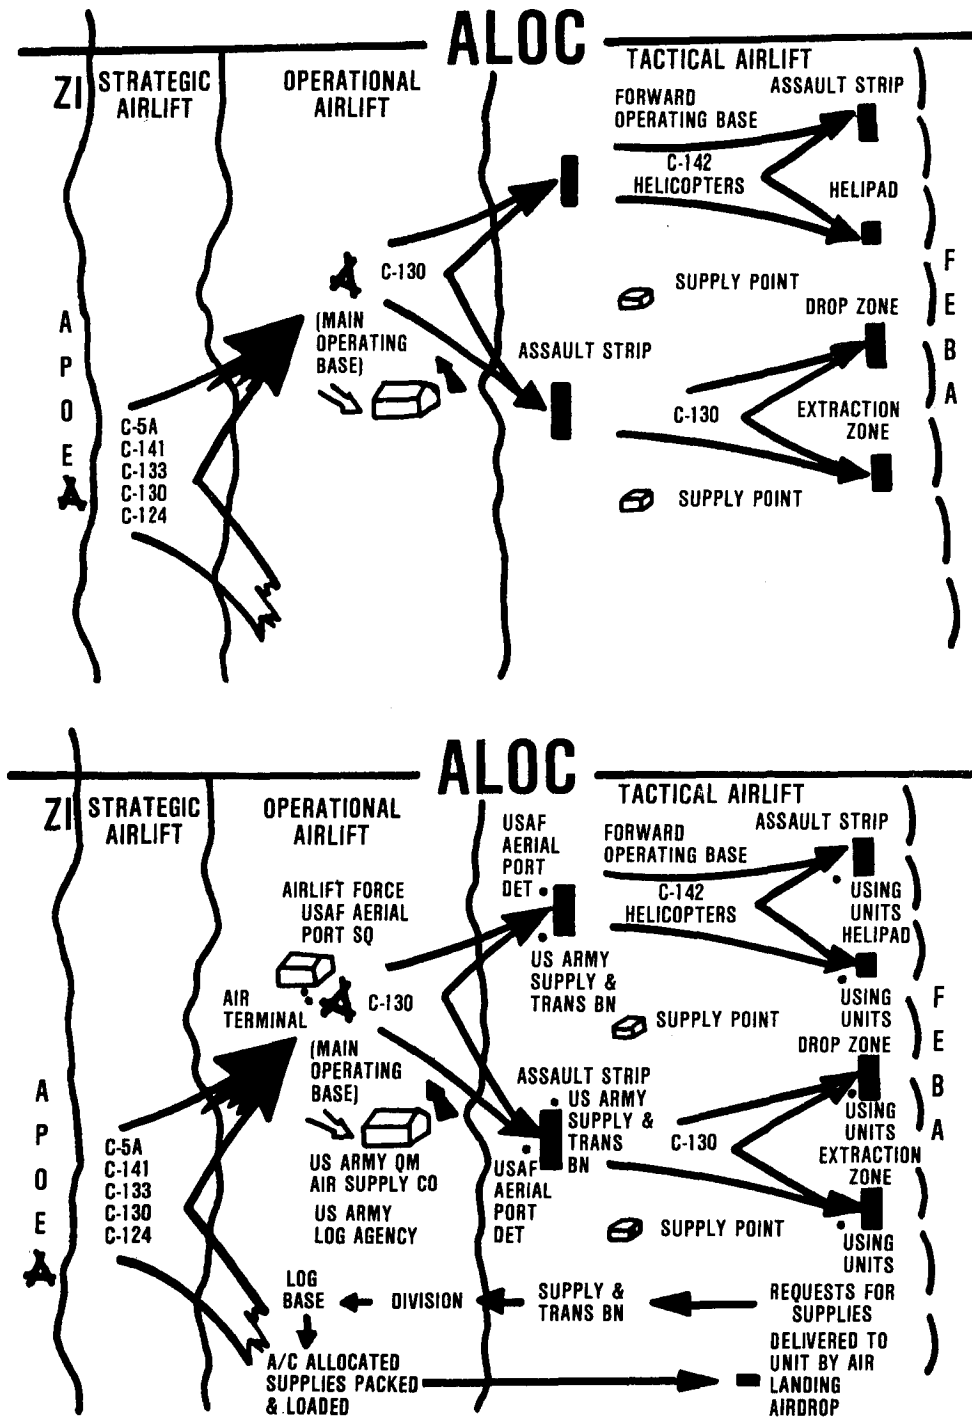 ALOC
ZI
STRATEGIC
AIRLIFT
OPERATIONAL
AIRLIFT
TACTICAL AIRLIFT
ASSAULT STRIP
FORWARD
OPERATING BASE
C-142
HELICOPTERS
HELIPAD
C-130
SUPPLY POINT
DROP ZONE
(MAIN
OPERATING
BASE)
ASSAULT STRIP
C-130
EXTRACTION
ZONE
SUPPLY POINT
APOE
C-5A
C-141
C-133
C-130
C-124
FEBA
ALOC
ZI
STRATEGIC
AIRLIFT
OPERATIONAL
AIRLIFT
TACTICAL AIRLIFT
USAF
AERIAL
PORT
DET
FORWARD
OPERATING BASE
ASSAULT STRIP
C-142
HELICOPTERS
USING
UNITS
HELIPAD
AIRLIFT FORCE
USAF AERIAL
PORT SQ
US ARMY
SUPPLY &
TRANS BN
USING
UNITS
AIR
TERMINAL
C-130
SUPPLY POINT
DROP ZONE
(MAIN
OPERATING
BASE)
ASSAULT STRIP
US ARMY
SUPPLY &
TRANS
BN
USING
UNITS
C-130
EXTRACTION
ZONE
US ARMY QM
AIR SUPPLY CO
US ARMY
LOG AGENCY
USAF
AERIAL
PORT
DET
SUPPLY POINT
USING
UNITS
APOE
C-5A
C-141
C-133
C-130
C-124
FEBA
LOG
BASE
DIVISION
SUPPLY &
TRANS BN
REQUESTS FOR
SUPPLIES
A/C ALLOCATED
SUPPLIES PACKED
& LOADED
DELIVERED TO
UNIT BY AIR
LANDING
AIRDROP